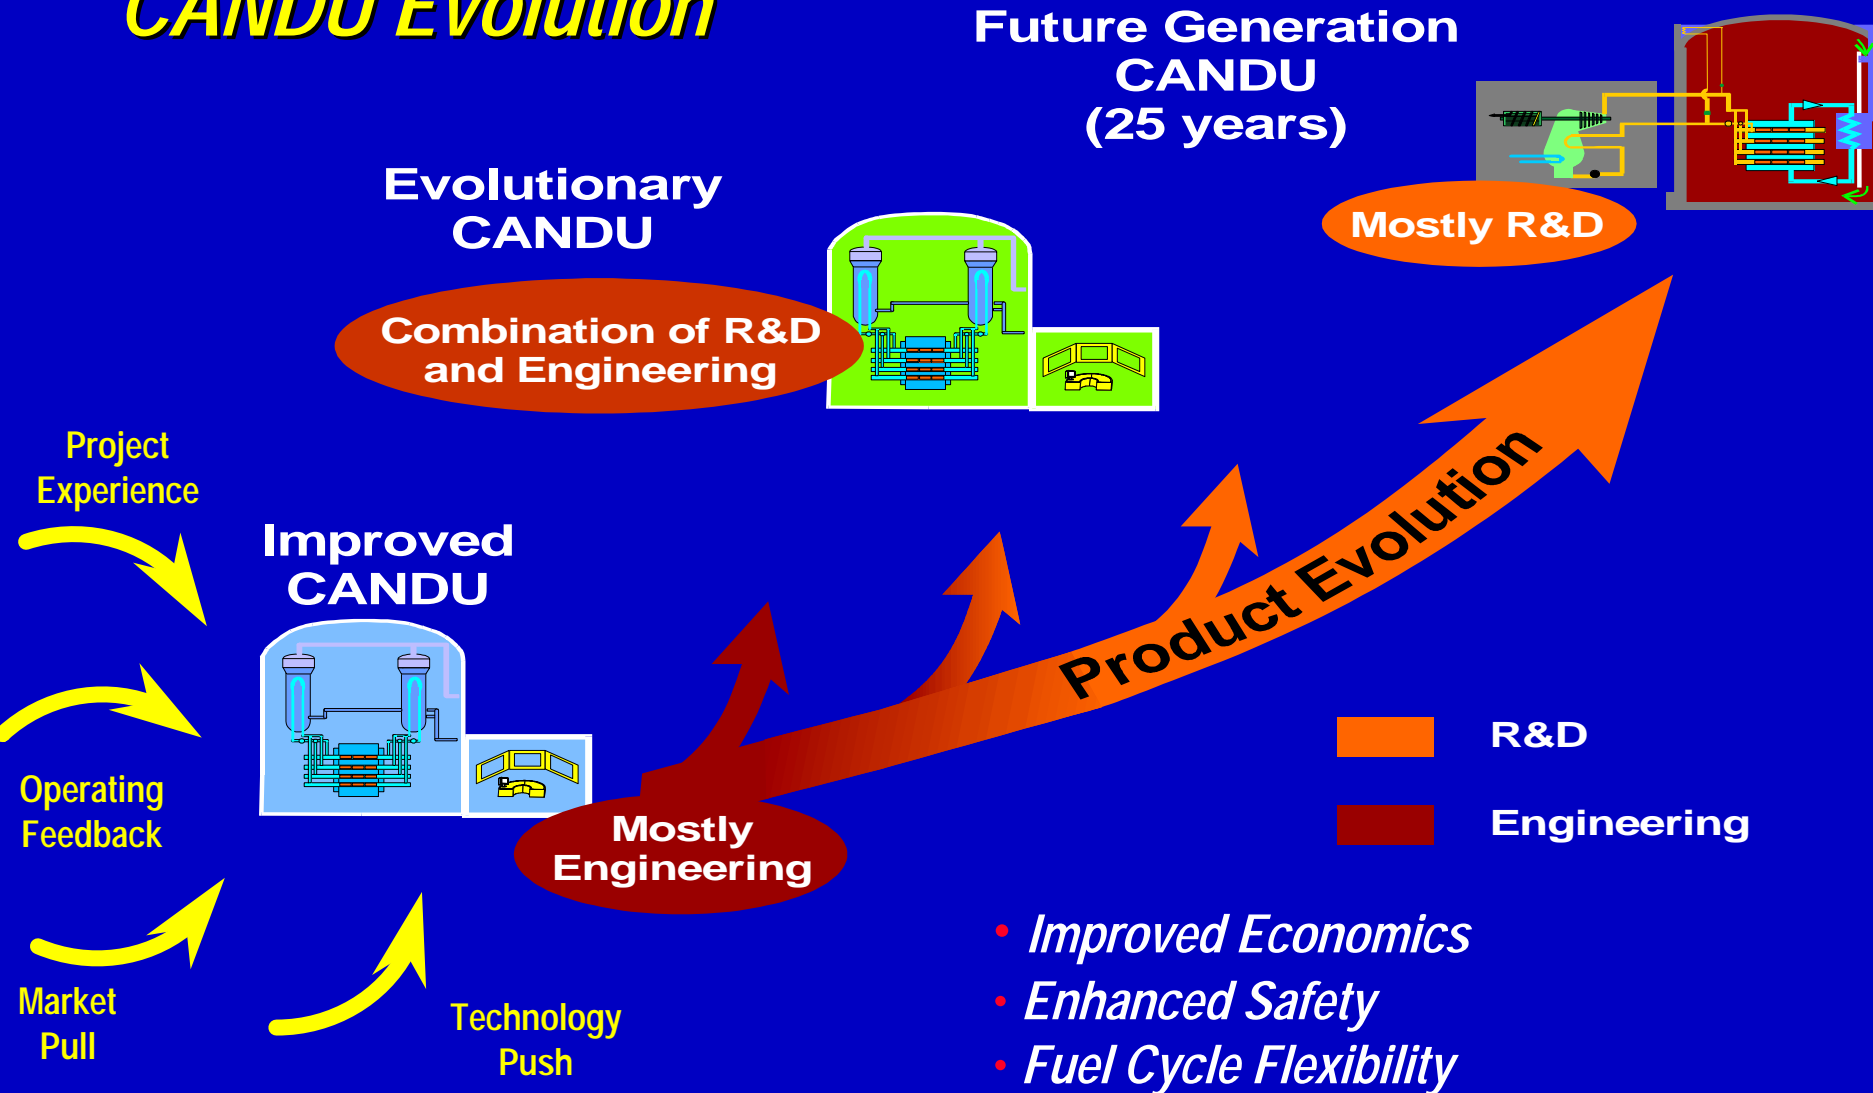 CANDU Evolution
Future Generation
CANDU
(25 years)
Mostly R&D
Evolutionary
CANDU
Combination of R&D
and Engineering
Project
Experience
Improved
CANDU
Product Evolution
R&D
Engineering
Operating
Feedback
Mostly
Engineering
Market
Pull
Technology
Push
• Improved Economics
• Enhanced Safety
• Fuel Cycle Flexibility